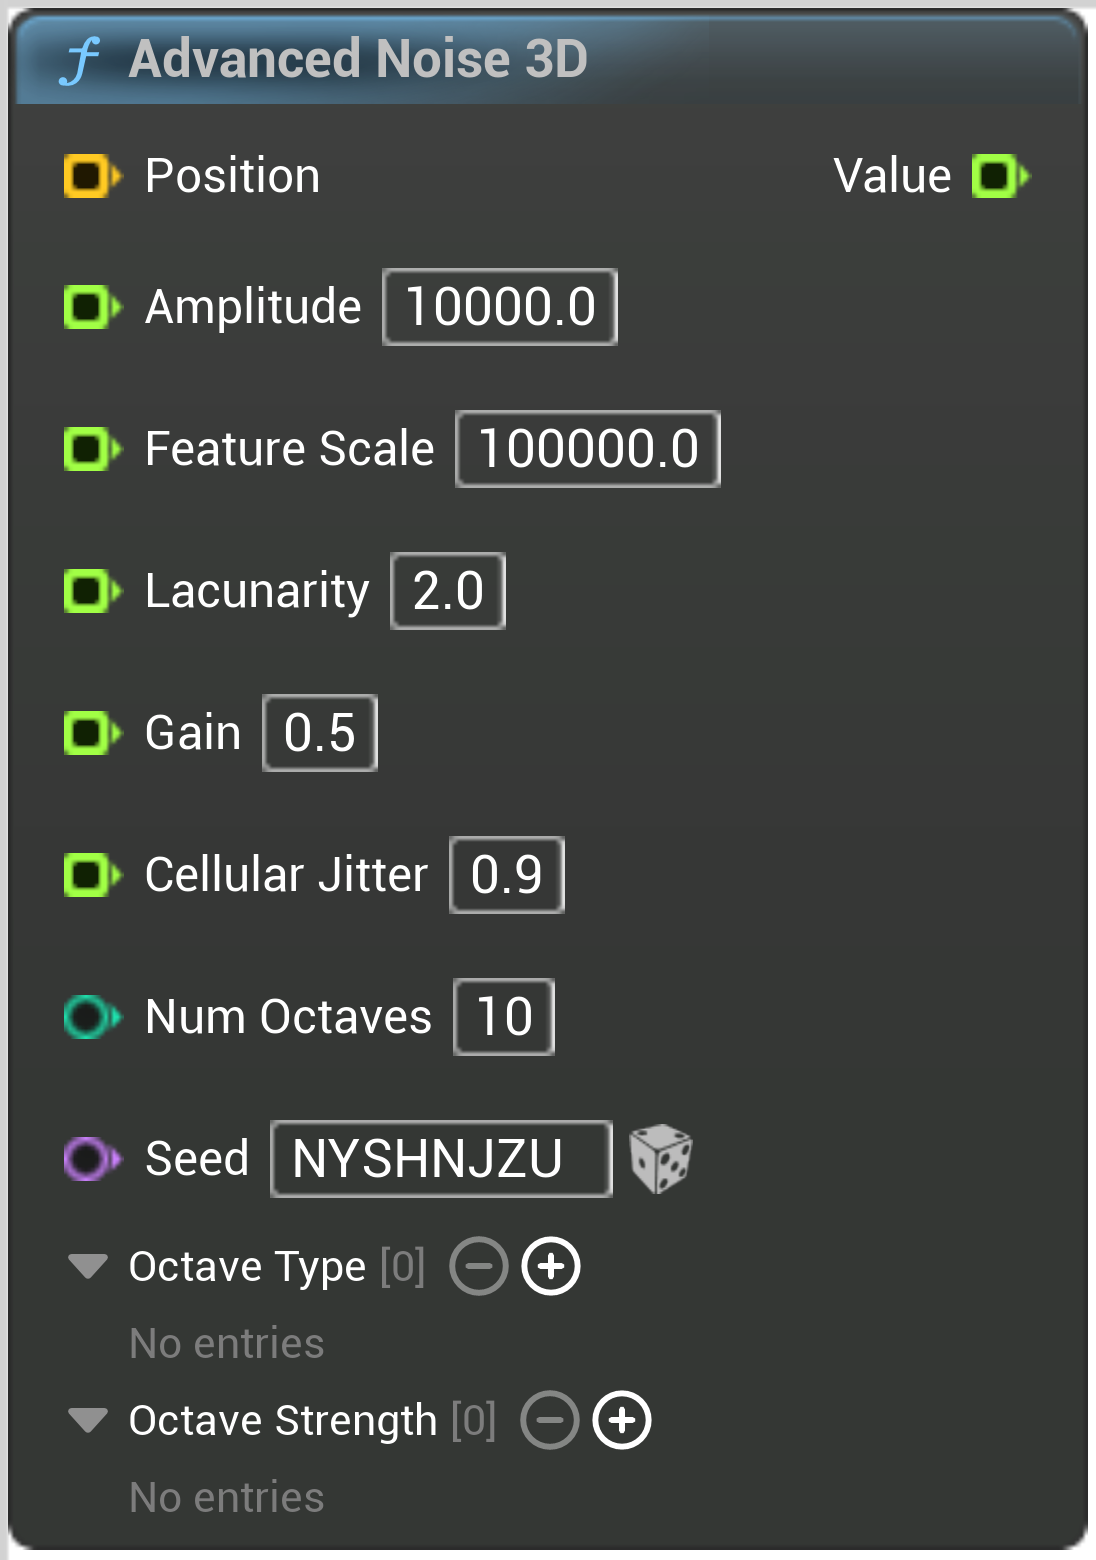 f Advanced Noise 3D
Position Value
Amplitude 10000.0
Feature Scale 100000.0
Lacunarity 2.0
Gain 0.5
Cellular Jitter 0.9
Num Octaves 10
Seed NYSHNJZU
Octave Type [0]
No entries
Octave Strength [0]
No entries